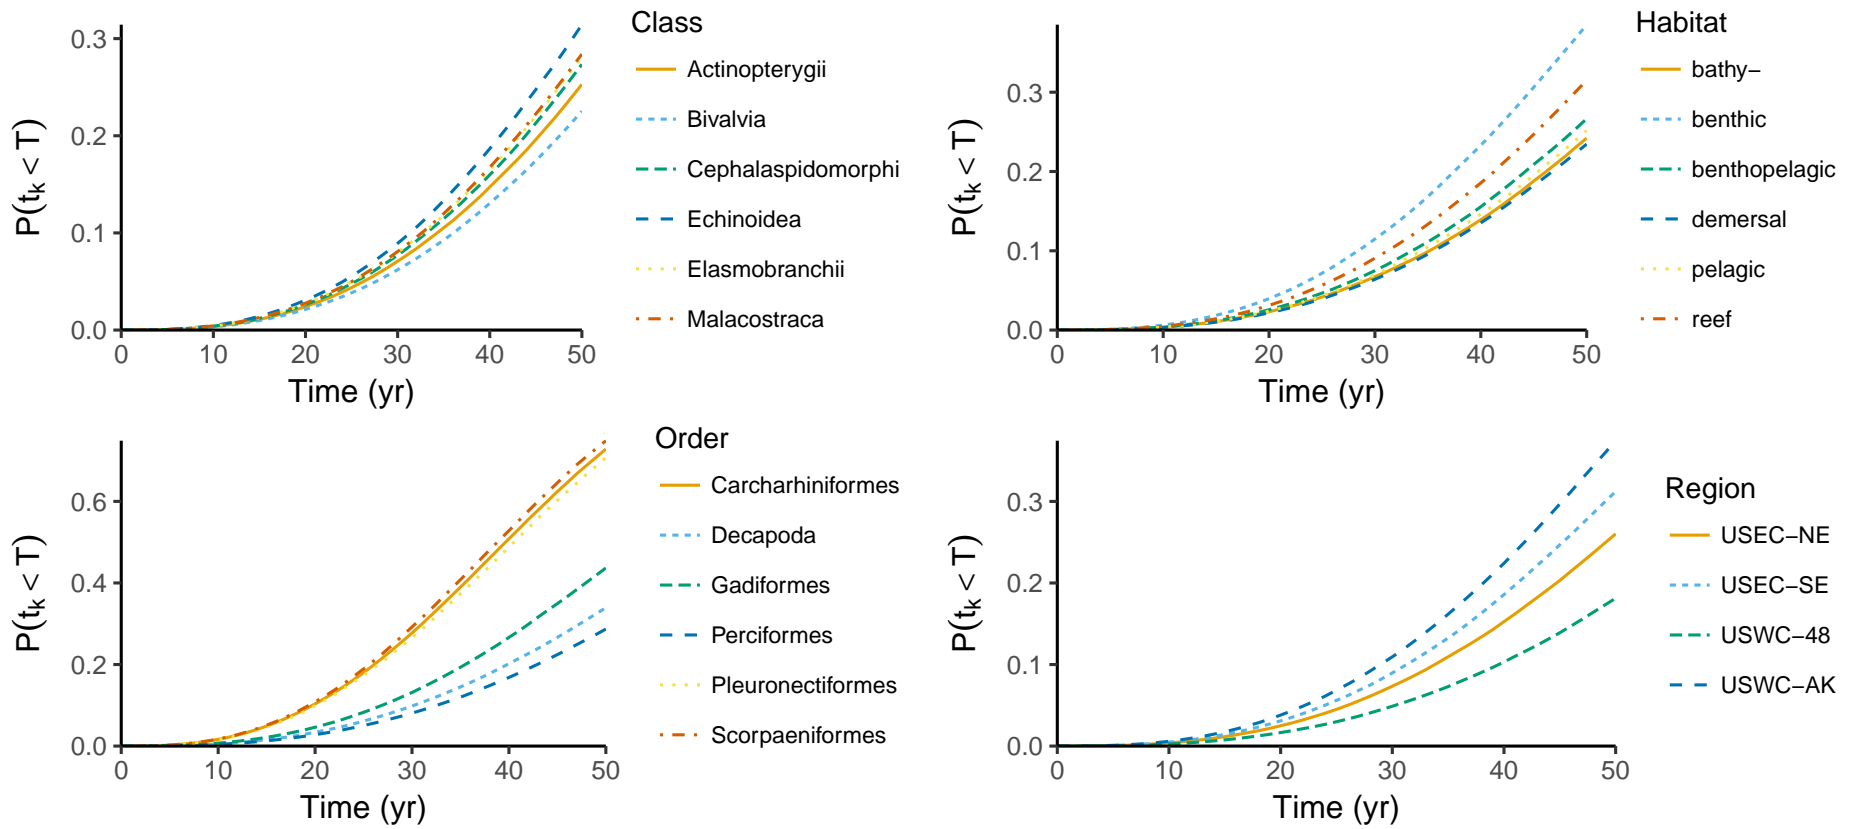 Class
0.3
0.2
0.1
0.0
P(tk < T)
0 10 20 30 40 50
Time (yr)
Actinopterygii
Bivalvia
Cephalaspidomorphi
Echinoidea
Elasmobranchii
Malacostraca
Habitat
0.3
0.2
0.1
0.0
P(tk < T)
0 10 20 30 40 50
Time (yr)
bathy−
benthic
benthopelagic
demersal
pelagic
reef
Order
0.6
0.4
0.2
0.0
P(tk < T)
0 10 20 30 40 50
Time (yr)
Carcharhiniformes
Decapoda
Gadiformes
Perciformes
Pleuronectiformes
Scorpaeniformes
Region
0.3
0.2
0.1
0.0
P(tk < T)
0 10 20 30 40 50
Time (yr)
USEC−NE
USEC−SE
USWC−48
USWC−AK